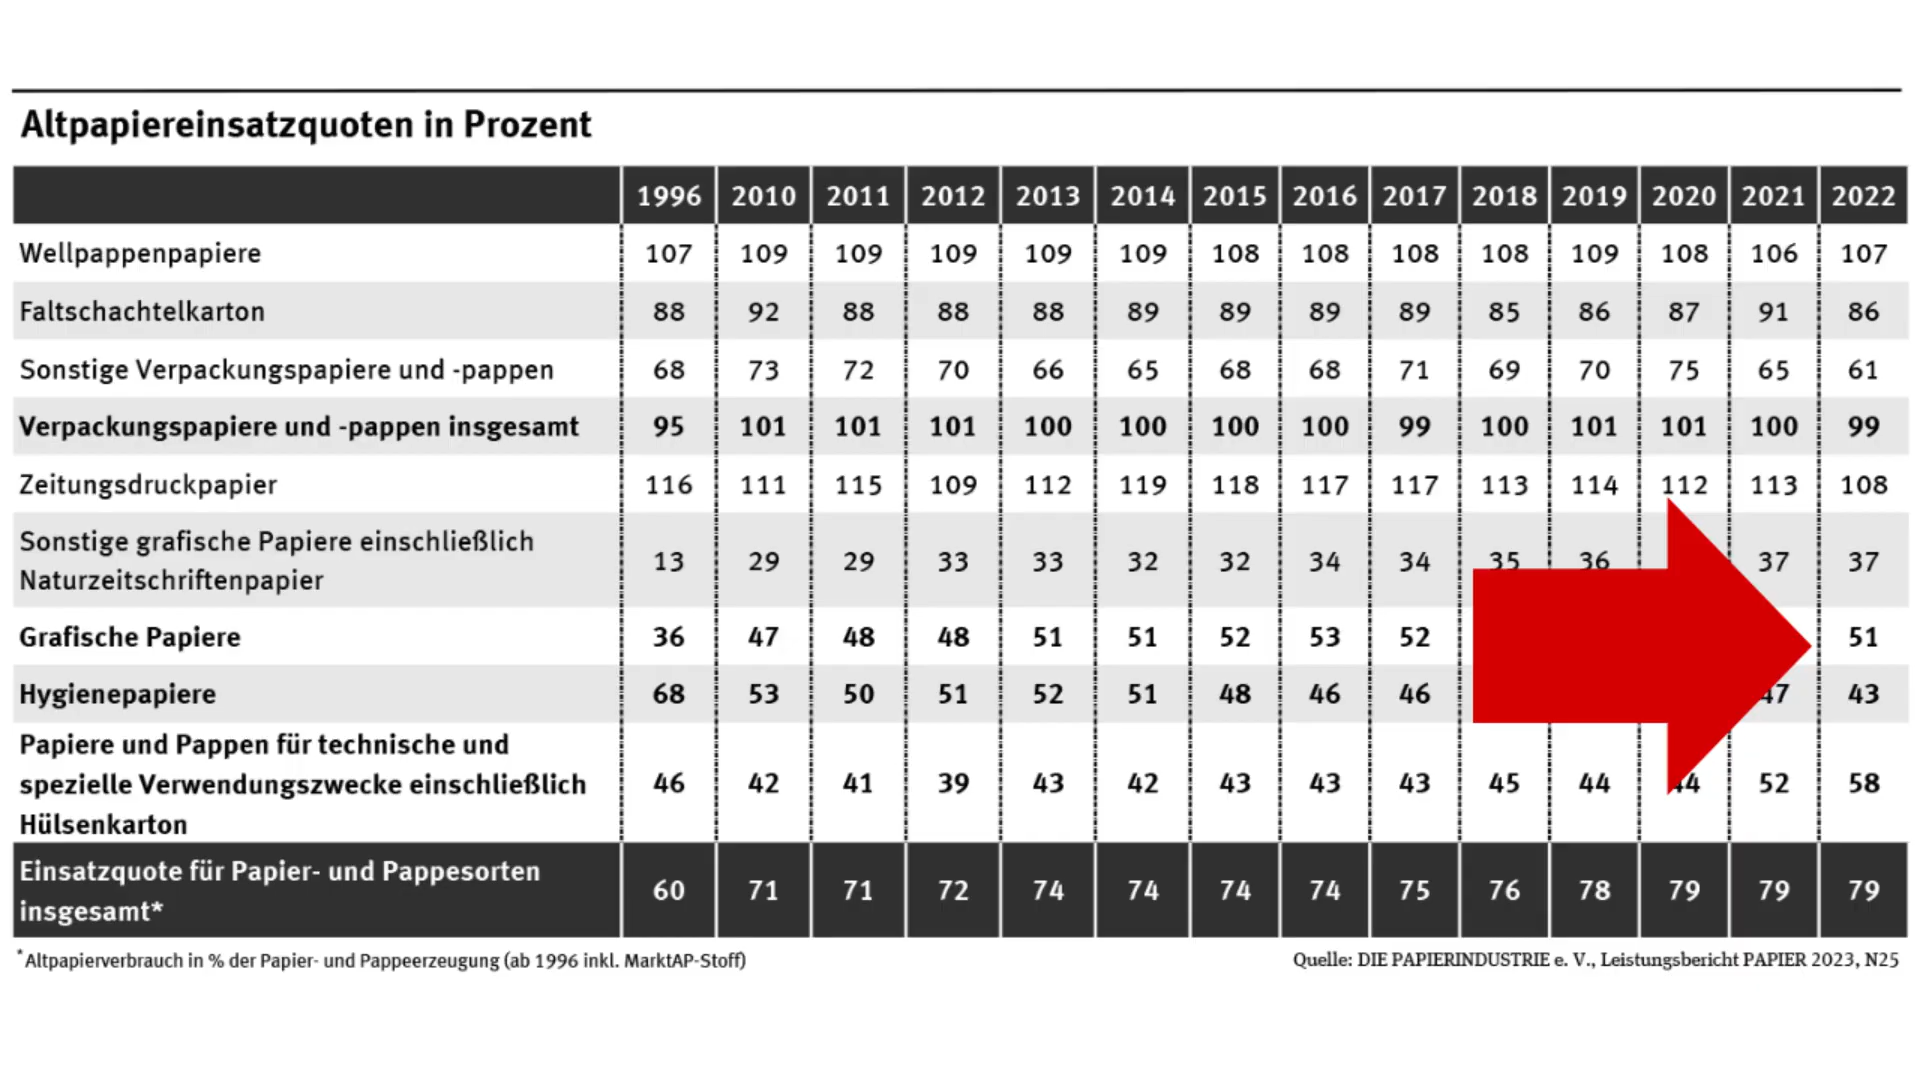 Altpapiereinsatzquoten in Prozent
1996 2010 2011 2012 2013 2014 2015 2016 2017 2018 2019 2020 2021 2022
Wellpappenpapiere 107 109 109 109 109 109 108 108 108 108 109 108 106 107
Faltschachtelkarton 88 92 88 88 88 89 89 89 89 85 86 87 91 86
Sonstige Verpackungspapiere und -pappen 68 73 72 70 66 65 68 68 71 69 70 75 65 61
Verpackungspapiere und -pappen insgesamt 95 101 101 101 100 100 100 100 99 100 101 101 100 99
Zeitungsdruckpapier 116 111 115 109 112 119 118 117 117 113 114 112 113 108
Sonstige grafische Papiere einschließlich
Naturzeitschriftenpapier 13 29 29 33 33 32 32 34 34 35 36 37 37
Grafische Papiere 36 47 48 48 51 51 52 53 52 51
Hygienepapiere 68 53 50 51 52 51 48 46 46 47 43
Papiere und Pappen für technische und
spezielle Verwendungszwecke einschließlich 46 42 41 39 43 42 43 43 43 45 44 44 52 58
Hülsenkarton
Einsatzquote für Papier- und Pappesorten
insgesamt* 60 71 71 72 74 74 74 74 75 76 78 79 79 79
*Altpapierverbrauch in % der Papier- und Pappeerzeugung (ab 1996 inkl. MarktAP-Stoff)
Quelle: DIE PAPIERINDUSTRIE e. V., Leistungsbericht PAPIER 2023, N25